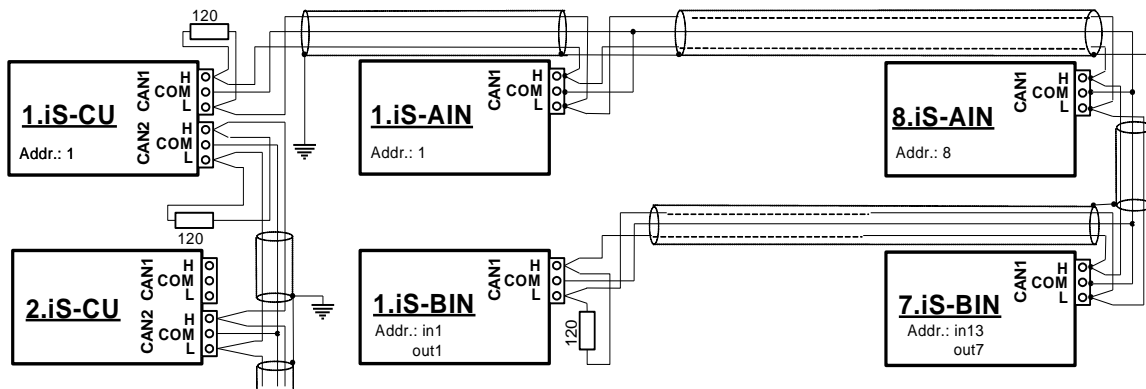 120
1.iS-CU
Addr.: 1
CAN1
H
COM
L
CAN2
H
COM
L
120
1.iS-AIN
Addr.: 1
CAN1
H
COM
L
8.iS-AIN
Addr.: 8
CAN1
H
COM
L
2.iS-CU
CAN1
H
COM
L
CAN2
H
COM
L
1.iS-BIN
Addr.: in1
out1
CAN1
H
COM
L
120
7.iS-BIN
Addr.: in13
out7
CAN1
H
COM
L